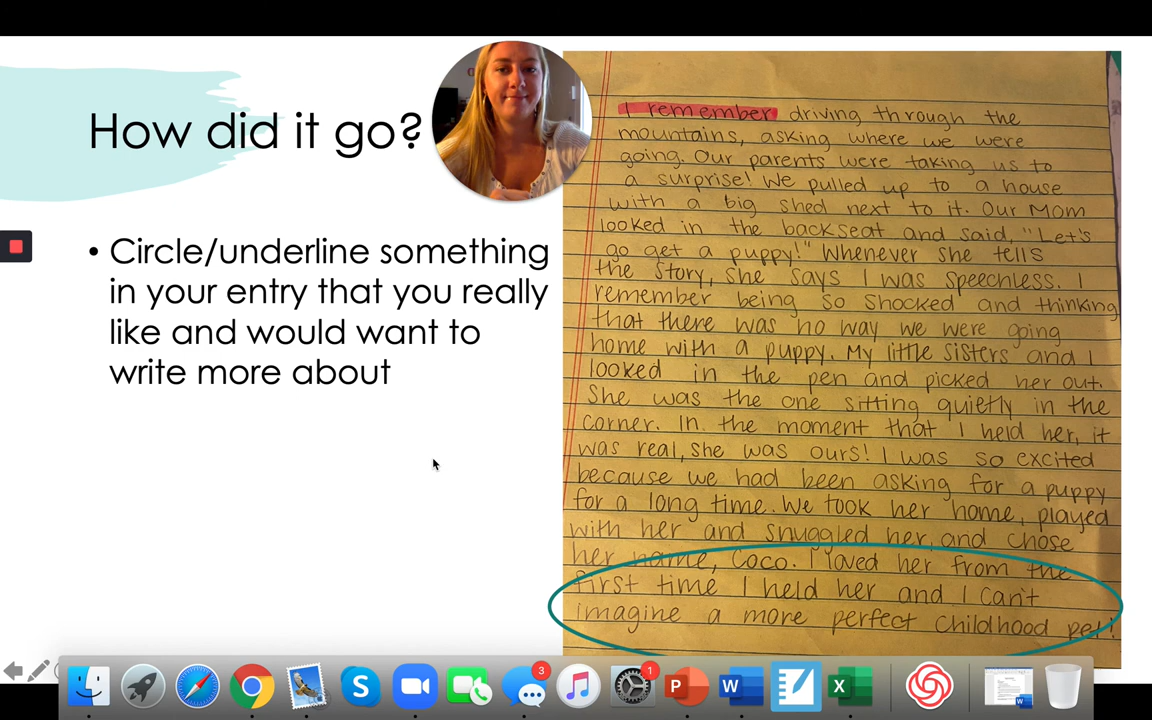 How did it go?
• Circle/underline something
in your entry that you really
like and would want to
write more about
I remember driving through the
mountains, asking where we were
going. Our parents were taking us to
a surprise! We pulled up to a house
with a big shed next to it. Our Mom
looked in the backseat and said, "Let's
go get a puppy!" Whenever she tells
the story, she says I was speechless. I
remember being so shocked and thinking
that there was no way we were going
home with a puppy. My little sisters and I
looked in the pen and picked her out.
She was the one sitting quietly in the
corner. In the moment that I held her, it
was real, she was ours! I was so excited
because we had been asking for a puppy
for a long time. We took her home, played
with her and snuggled her, and chose
her name, Coco. I loved her from the
first time I held her and I can't
imagine a more perfect childhood pet!
3
1
S
P
W
X
W